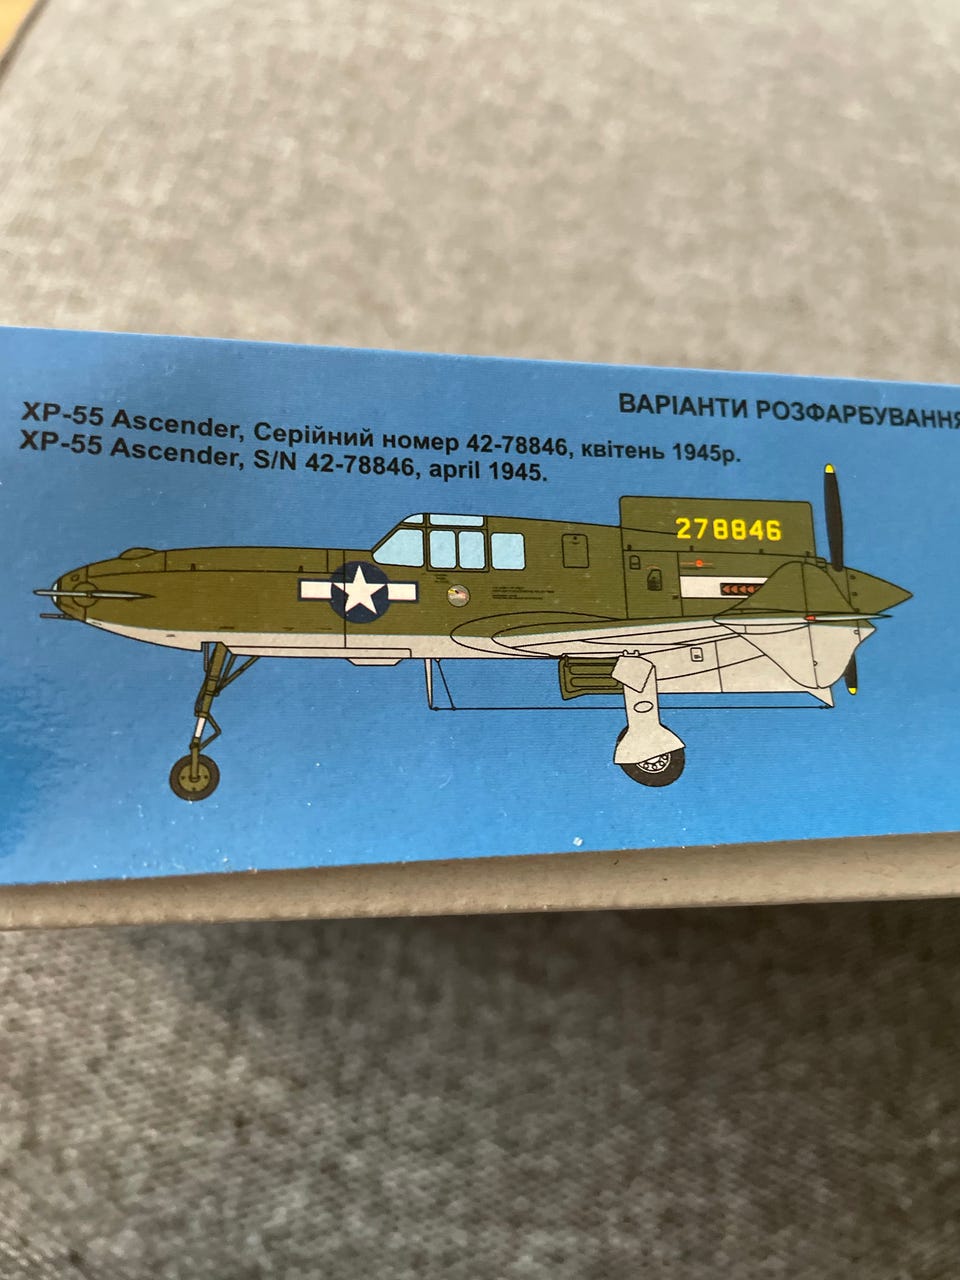 ВАРІАНТИ РОЗФАРБУВАННЯ
XP-55 Ascender, Серійний номер 42-78846, квітень 1945р.
XP-55 Ascender, S/N 42-78846, april 1945.
278846